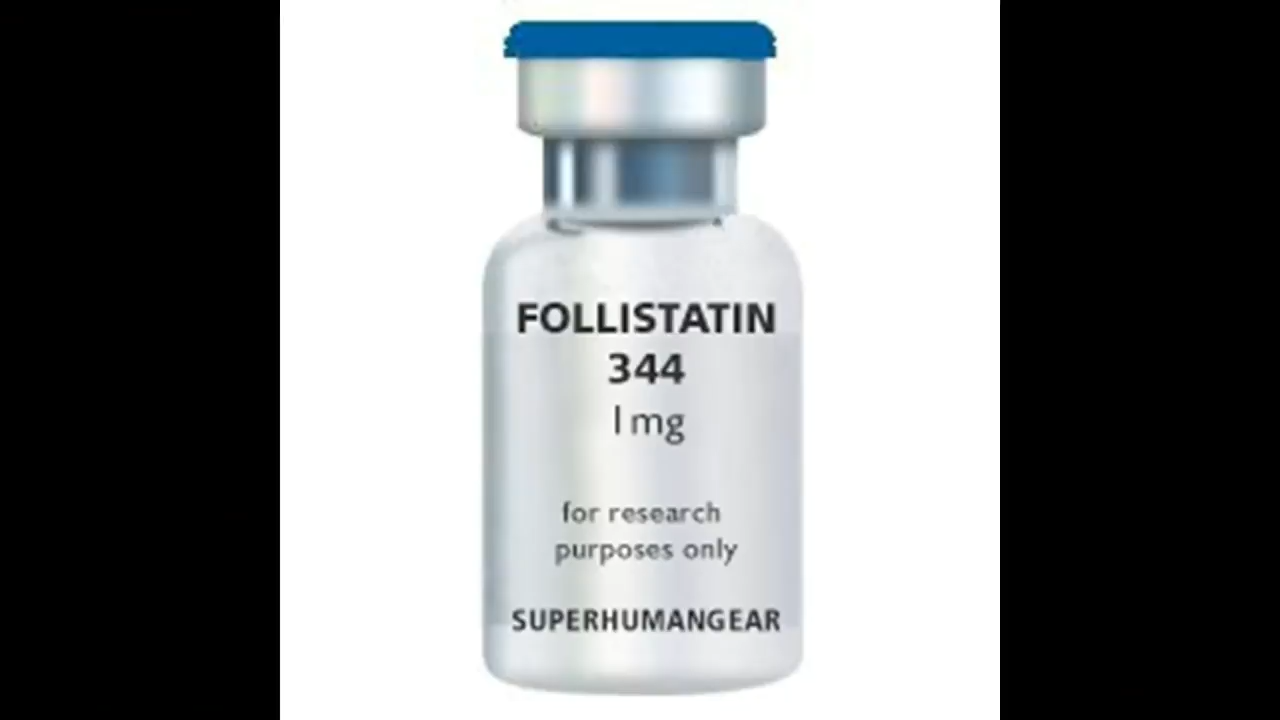 FOLLISTATIN
344
1mg
for research
purposes only
SUPERHUMANGEAR